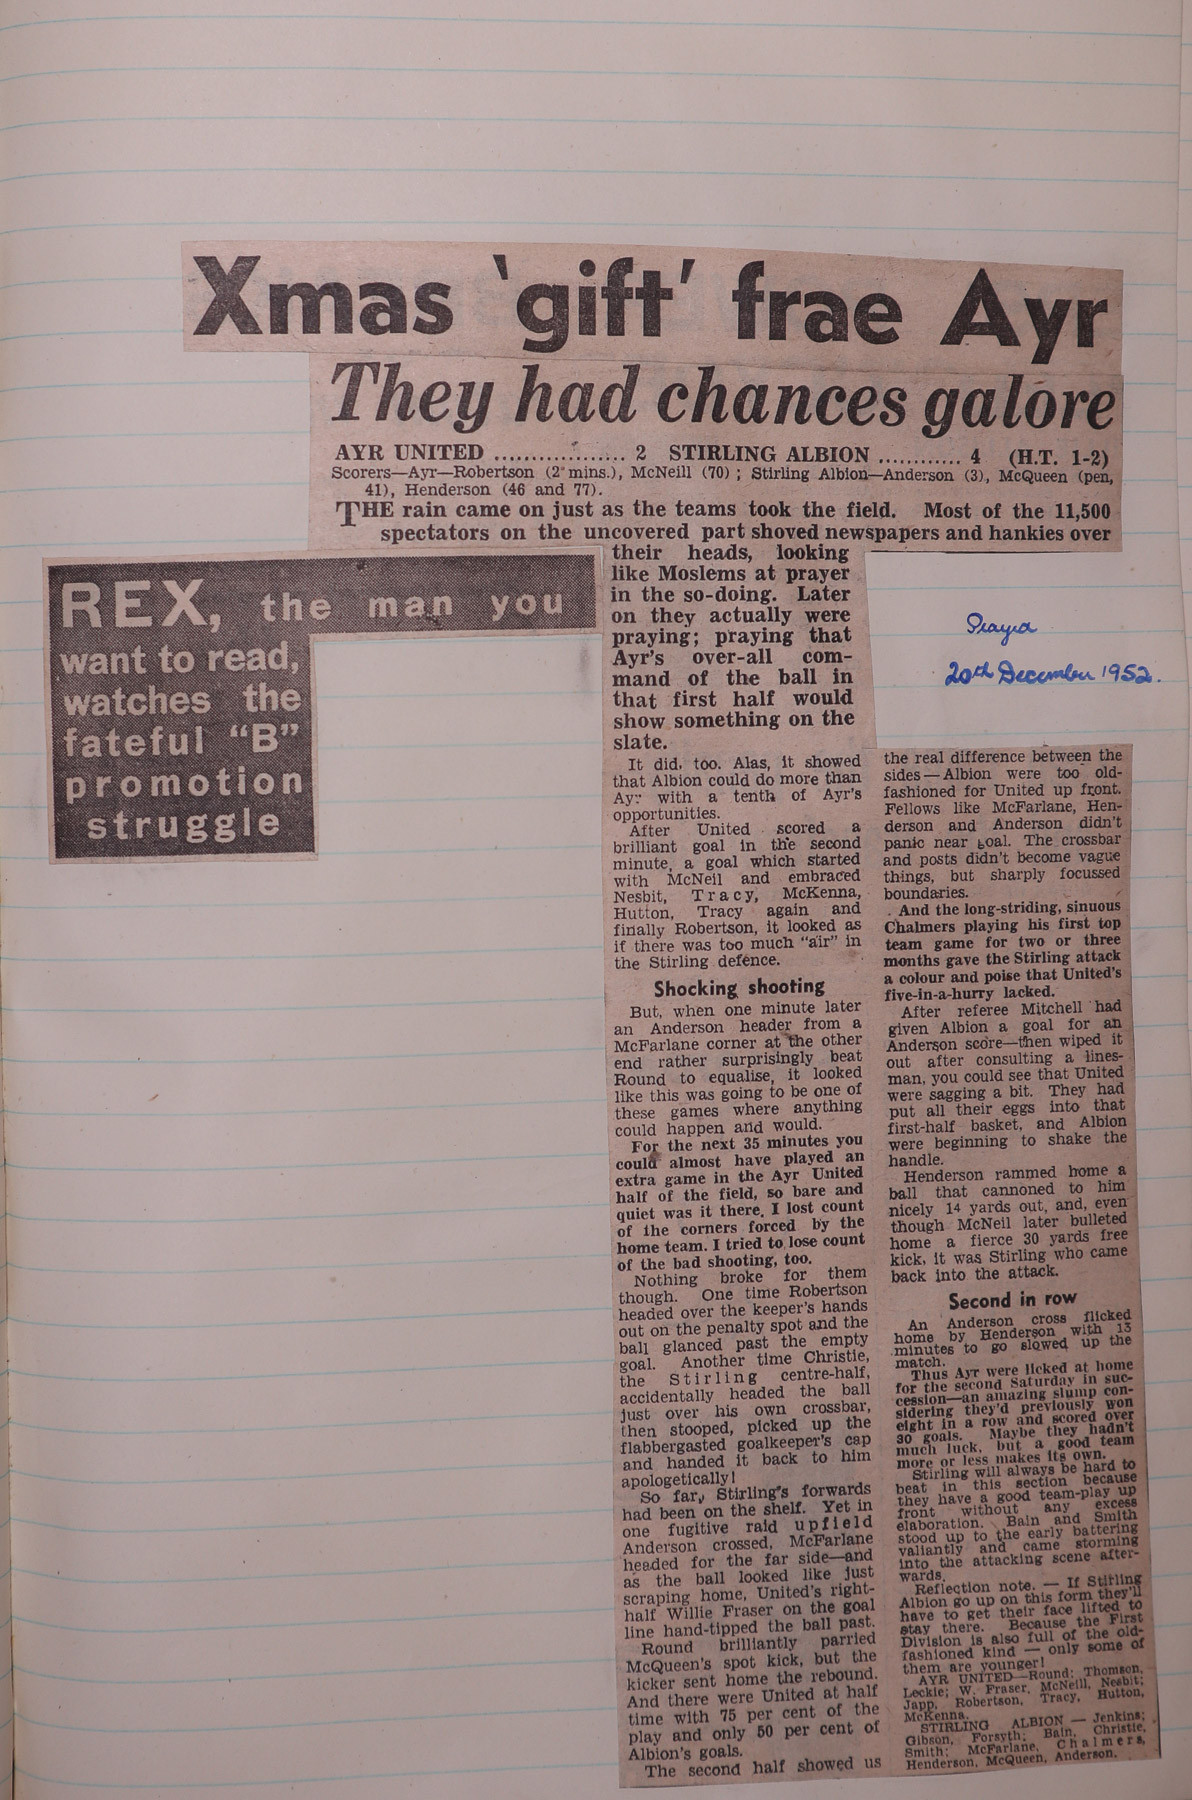 Xmas 'gift' frae Ayr
They had chances galore
AYR UNITED .................. 2 STIRLING ALBION ............ 4 (H.T. 1-2)
Scorers—Ayr—Robertson (2 mins.), McNeill (70) ; Stirling Albion—Anderson (3), McQueen (pen,
41), Henderson (46 and 77).
THE rain came on just as the teams took the field. Most of the 11,500
spectators on the uncovered part shoved newspapers and hankies over
REX, the man you
want to read,
watches the
fateful “B”
promotion
struggle
their heads, looking
like Moslems at prayer
in the so-doing. Later
on they actually were
praying; praying that
Ayr's over-all com-
mand of the ball in
that first half would
show something on the
slate.
It did, too. Alas, it showed
that Albion could do more than
Ayr with a tenth of Ayr's
opportunities.
After United scored a
brilliant goal in the second
minute, a goal which started
with McNeil and embraced
Nesbit, Tracy, McKenna,
Hutton, Tracy again and
finally Robertson, it looked as
if there was too much “air” in
the Stirling defence.
Shocking shooting
But, when one minute later
an Anderson header from a
McFarlane corner at the other
end rather surprisingly beat
Round to equalise, it looked
like this was going to be one of
these games where anything
could happen and would.
For the next 35 minutes you
could almost have played an
extra game in the Ayr United
half of the field, so bare and
quiet was it there. I lost count
of the corners forced by the
home team. I tried to lose count
of the bad shooting, too.
Nothing broke for them
though. One time Robertson
headed over the keeper's hands
out on the penalty spot and the
ball glanced past the empty
goal. Another time Christie,
the Stirling centre-half,
accidentally headed the ball
just over his own crossbar,
then stooped, picked up the
flabbergasted goalkeeper's cap
and handed it back to him
apologetically!
So far, Stirling's forwards
had been on the shelf. Yet in
one fugitive raid upfield
Anderson crossed, McFarlane
headed for the far side—and
as the ball looked like just
scraping home, United's right-
half Willie Fraser on the goal
line hand-tipped the ball past.
Round brilliantly parried
McQueen's spot kick, but the
kicker sent home the rebound.
And there were United at half
time with 75 per cent of the
play and only 50 per cent of
Albion's goals.
The second half showed us
20th December 1952.
the real difference between the
sides—Albion were too old-
fashioned for United up front.
Fellows like McFarlane, Hen-
derson and Anderson didn't
panic near goal. The crossbar
and posts didn't become vague
things, but sharply focussed
boundaries.
And the long-striding, sinuous
Chalmers playing his first top
team game for two or three
months gave the Stirling attack
a colour and poise that United's
five-in-a-hurry lacked.
After referee Mitchell had
given Albion a goal for an
Anderson score—then wiped it
out after consulting a lines-
man, you could see that United
were sagging a bit. They had
put all their eggs into that
first-half basket, and Albion
were beginning to shake the
handle.
Henderson rammed home a
ball that cannoned to him
nicely 14 yards out, and, even
though McNeil later bulleted
home a fierce 30 yards free
kick, it was Stirling who came
back into the attack.
Second in row
An Anderson cross flicked
home by Henderson with 13
minutes to go slowed up the
match.
Thus Ayr were licked at home
for the second Saturday in suc-
cession—an amazing slump con-
sidering they'd previously won
eight in a row and scored over
30 goals. Maybe they hadn't
much luck, but a good team
more or less makes its own.
Stirling will always be hard to
beat in this section because
they have a good team-play up
front without any excess
elaboration. Bain and Smith
stood up to the early battering
valiantly and came storming
into the attacking scene after-
wards.
Reflection note. — If Stirling
Albion go up on this form they'll
have to get their face lifted to
stay there. Because the First
Division is also full of the old-
fashioned kind — only some of
them are younger!
AYR UNITED—Round; Thomson,
Leckie; W. Fraser, McNeill, Nesbit;
Japp, Robertson, Tracy, Hutton,
McKenna.
STIRLING ALBION — Jenkins;
Gibson, Forsyth; Bain, Christie,
Smith; McFarlane, Chalmers,
Henderson, McQueen, Anderson.